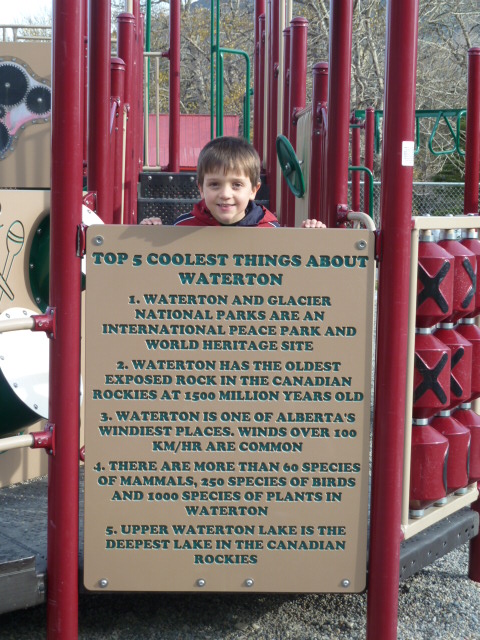 TOP 5 COOLEST THINGS ABOUT
WATERTON
1. WATERTON AND GLACIER
NATIONAL PARKS ARE AN
INTERNATIONAL PEACE PARK AND
WORLD HERITAGE SITE
2. WATERTON HAS THE OLDEST
EXPOSED ROCK IN THE CANADIAN
ROCKIES AT 1500 MILLION YEARS OLD
3. WATERTON IS ONE OF ALBERTA'S
WINDIEST PLACES. WINDS OVER 100
KM/HR ARE COMMON
4. THERE ARE MORE THAN 60 SPECIES
OF MAMMALS, 250 SPECIES OF BIRDS
AND 1000 SPECIES OF PLANTS IN
WATERTON
5. UPPER WATERTON LAKE IS THE
DEEPEST LAKE IN THE CANADIAN
ROCKIES